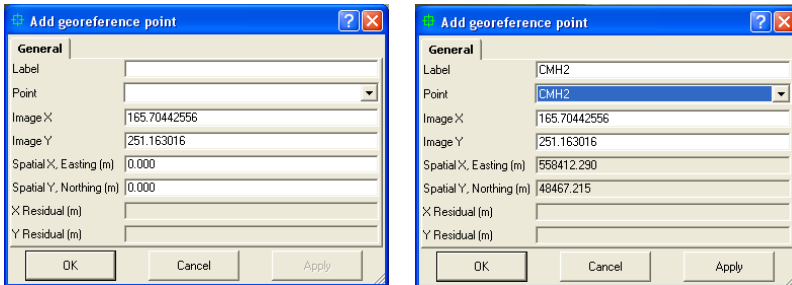 Add georeference point
General
Label
Point
Image X 165.70442556
Image Y 251.163016
Spatial X, Easting (m) 0.000
Spatial Y, Northing (m) 0.000
X Residual (m)
Y Residual (m)
OK Cancel Apply
Add georeference point
General
Label CMH2
Point CMH2
Image X 165.70442556
Image Y 251.163016
Spatial X, Easting (m) 558412.290
Spatial Y, Northing (m) 48467.215
X Residual (m)
Y Residual (m)
OK Cancel Apply